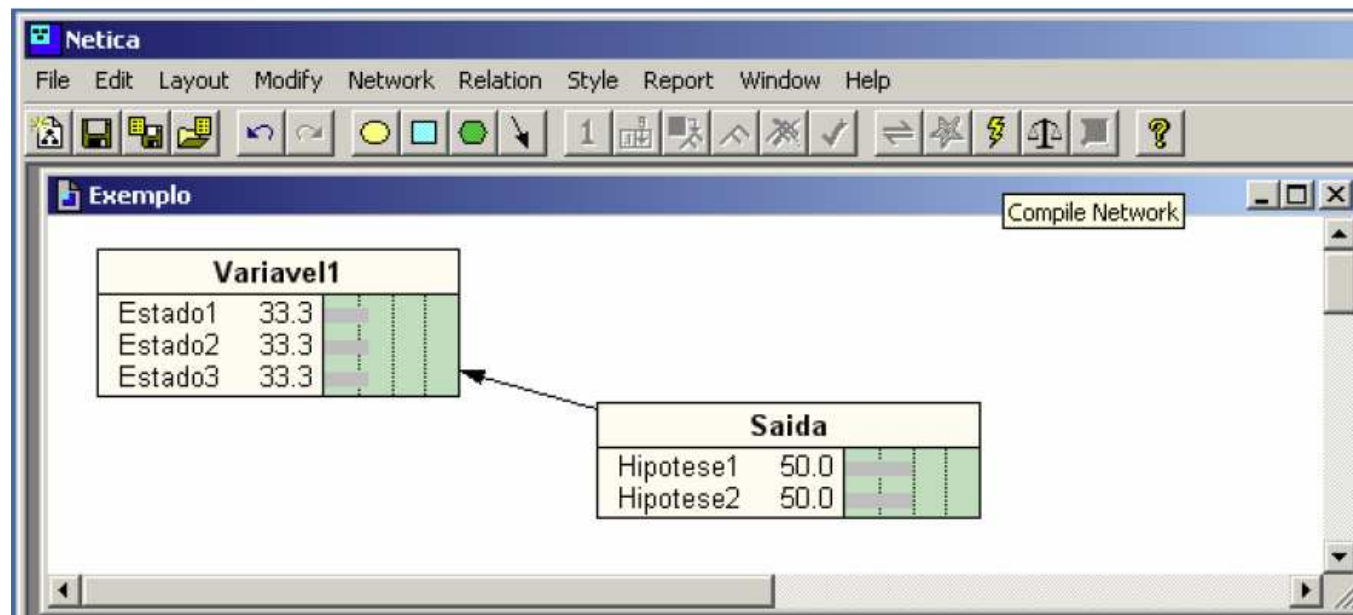 Netica
File Edit Layout Modify Network Relation Style Report Window Help
1 ?
Exemplo
Compile Network
Variavel1
Estado1 33.3
Estado2 33.3
Estado3 33.3
Saida
Hipotese1 50.0
Hipotese2 50.0